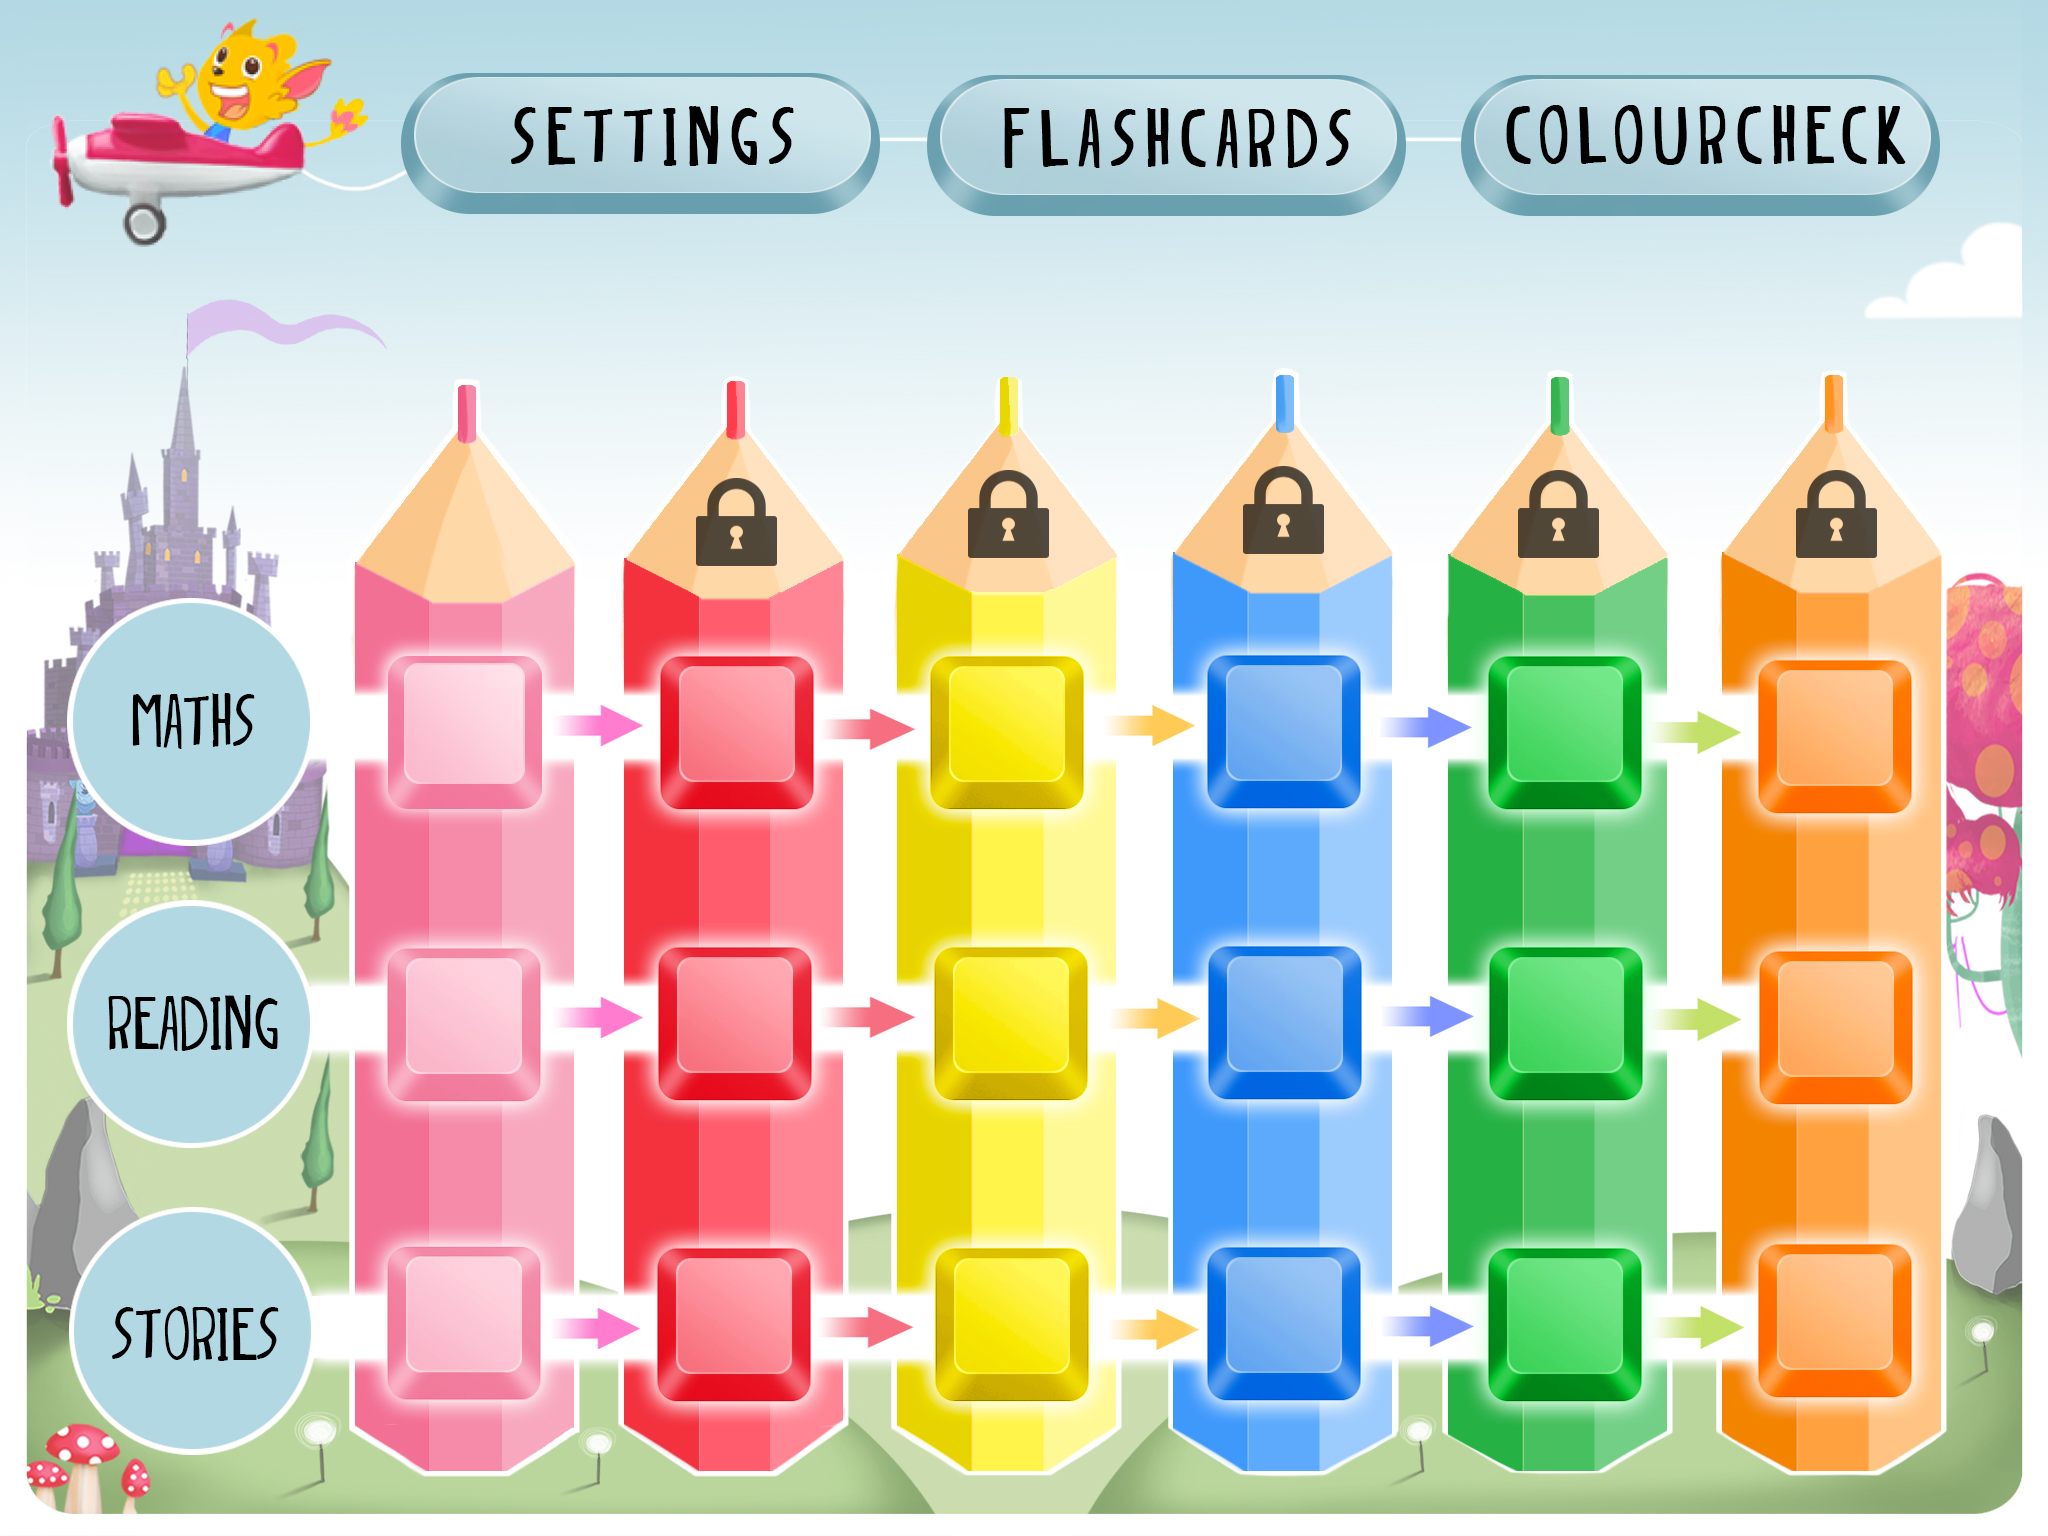 SETTINGS
FLASHCARDS
COLOURCHECK
MATHS
READING
STORIES